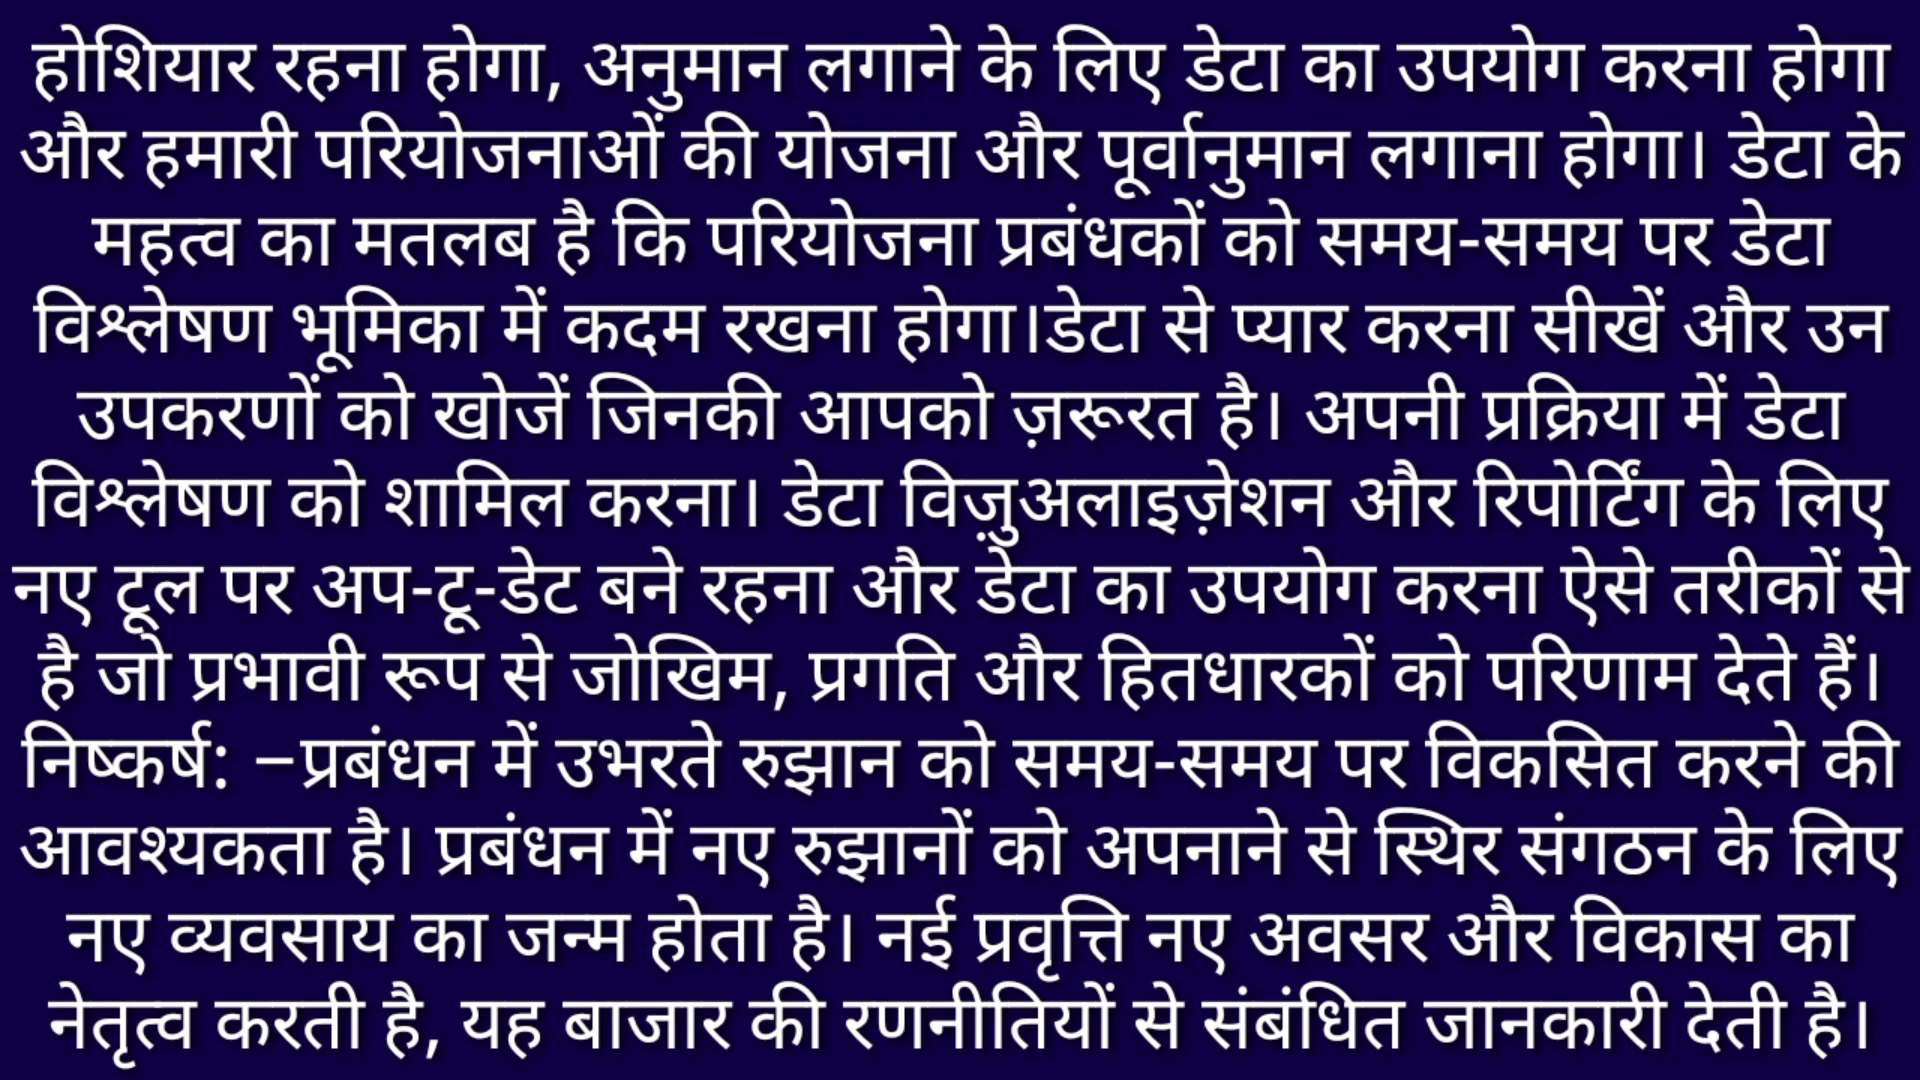 होशियार रहना होगा, अनुमान लगाने के लिए डेटा का उपयोग करना होगा
और हमारी परियोजनाओं की योजना और पूर्वानुमान लगाना होगा। डेटा के
महत्व का मतलब है कि परियोजना प्रबंधकों को समय-समय पर डेटा
विश्लेषण भूमिका में कदम रखना होगा।डेटा से प्यार करना सीखें और उन
उपकरणों को खोजें जिनकी आपको ज़रूरत है। अपनी प्रक्रिया में डेटा
विश्लेषण को शामिल करना। डेटा विज़ुअलाइज़ेशन और रिपोर्टिंग के लिए
नए टूल पर अप-टू-डेट बने रहना और डेटा का उपयोग करना ऐसे तरीकों से
है जो प्रभावी रूप से जोखिम, प्रगति और हितधारकों को परिणाम देते हैं।
निष्कर्ष: –प्रबंधन में उभरते रुझान को समय-समय पर विकसित करने की
आवश्यकता है। प्रबंधन में नए रुझानों को अपनाने से स्थिर संगठन के लिए
नए व्यवसाय का जन्म होता है। नई प्रवृत्ति नए अवसर और विकास का
नेतृत्व करती है, यह बाजार की रणनीतियों से संबंधित जानकारी देती है।